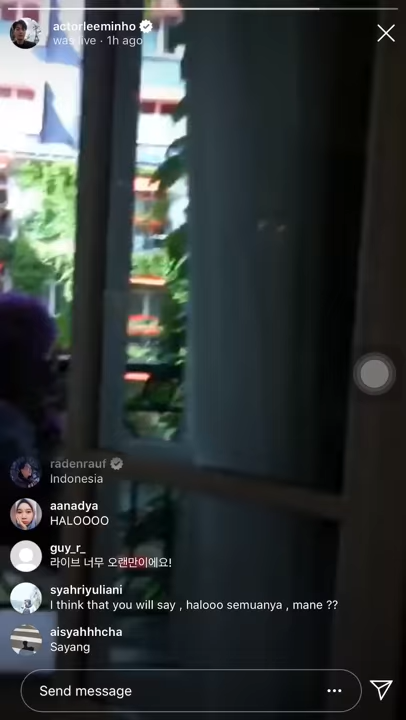 actorleeminho
was live · 1h ago
radenrauf
Indonesia
aanadya
HALOOOO
guy_r_
라이브 너무 오랜만이에요!
syahriyuliani
I think that you will say , halooo semuanya , mane ??
aisyahhhcha
Sayang
Send message